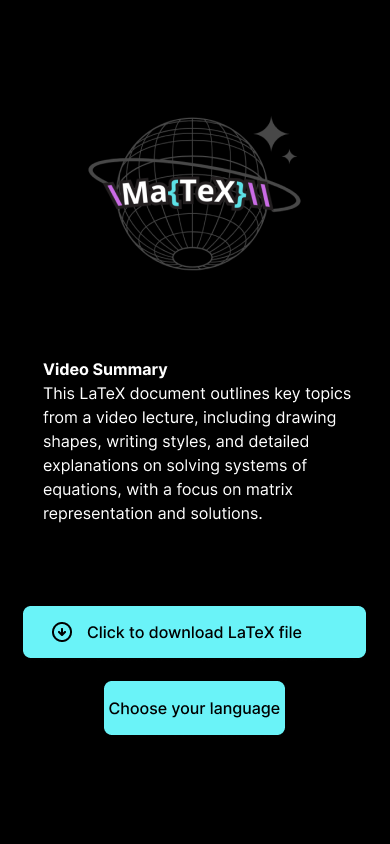 \Ma{TeX}\\
Video Summary
This LaTeX document outlines key topics
from a video lecture, including drawing
shapes, writing styles, and detailed
explanations on solving systems of
equations, with a focus on matrix
representation and solutions.
Click to download LaTeX file
Choose your language